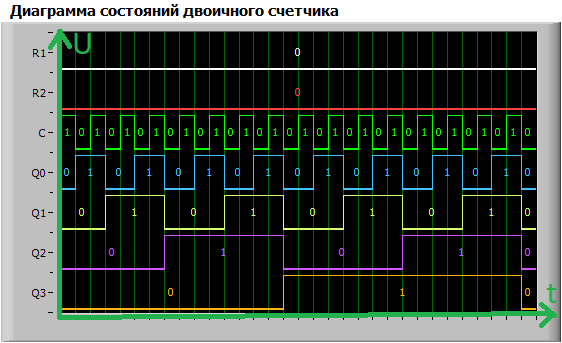 Диаграмма состояний двоичного счетчика
U
R1 0
R2 0
C 1 0 1 0 1 0 1 0 1 0 1 0 1 0 1 0 1 0 1 0 1 0 1 0 1 0 1 0 1 0 1 0
Q0 0 1 0 1 0 1 0 1 0 1 0 1 0 1 0 1 0
Q1 0 1 0 1 0 1 0 1 0
Q2 0 1 0 1 0
Q3 0 1 0
t